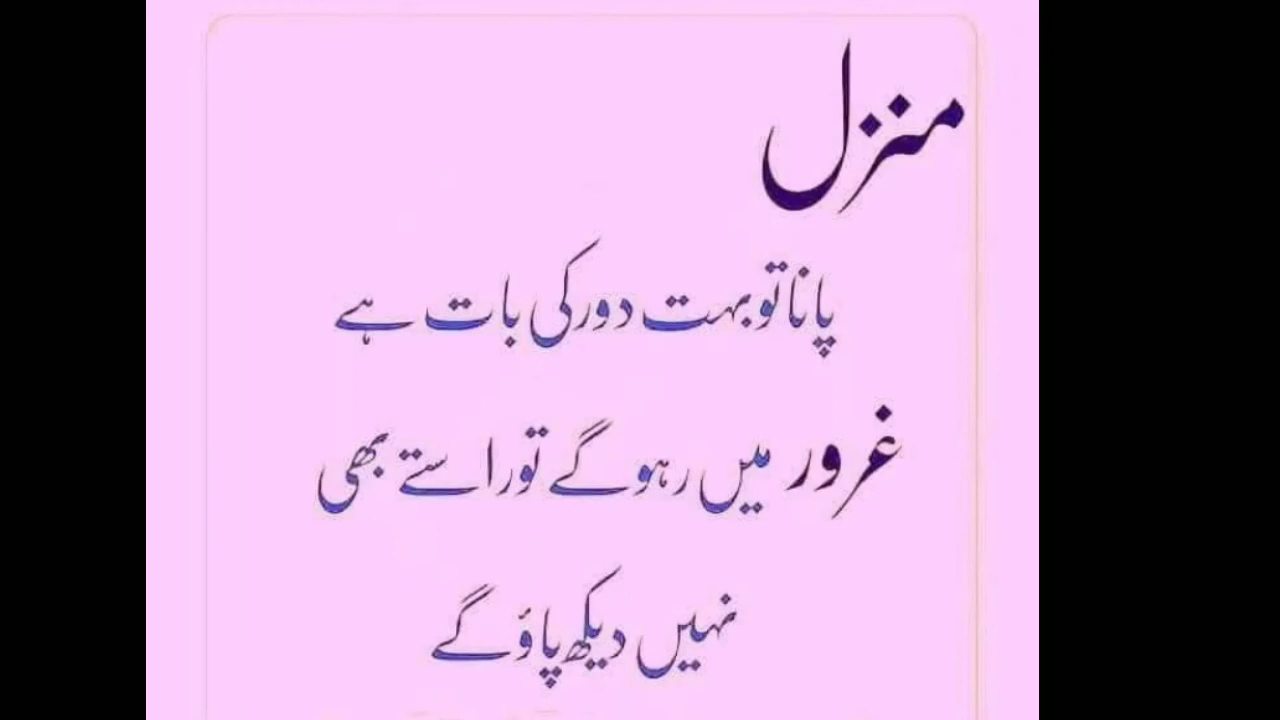 منزل
پانا تو بہت دور کی بات ہے
غرور میں رہو گے تو راستے بھی
نہیں دیکھ پاؤ گے